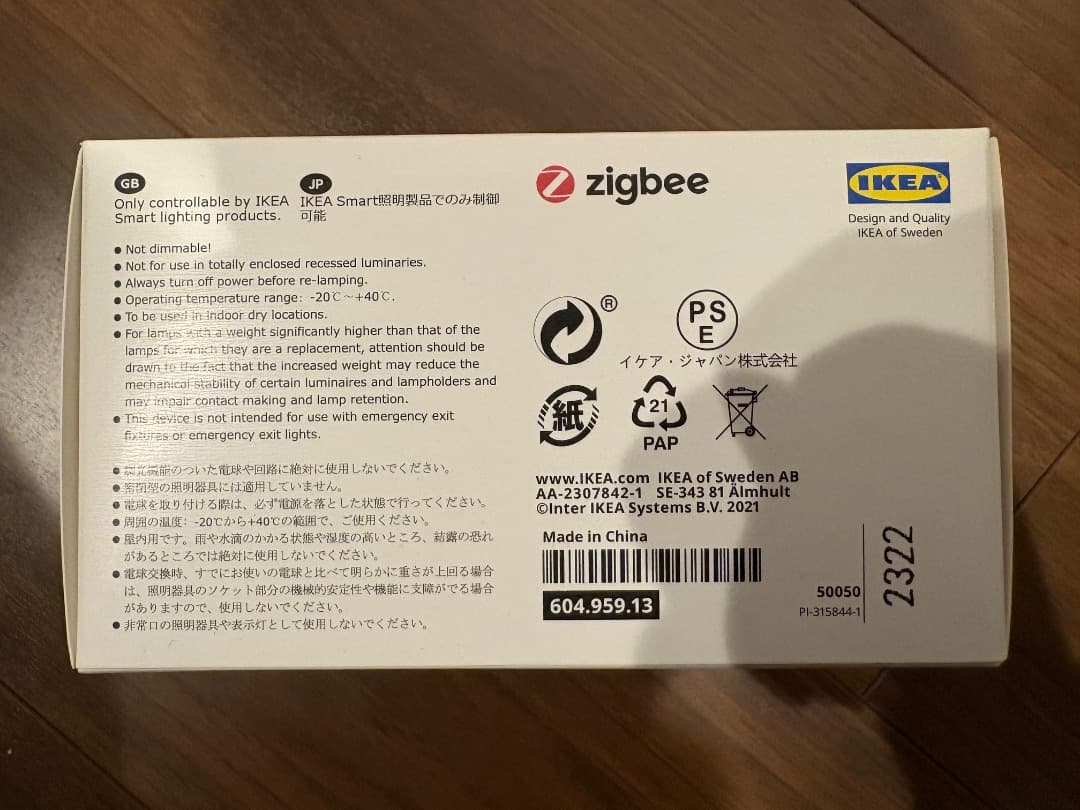 GB
Only controllable by IKEA
Smart lighting products.
JP
IKEA Smart照明製品でのみ制御
可能
● Not dimmable!
● Not for use in totally enclosed recessed luminaries.
● Always turn off power before re-lamping.
● Operating temperature range: -20℃～+40℃.
● To be used in indoor dry locations.
● For lamps with a weight significantly higher than that of the
lamps for which they are a replacement, attention should be
drawn to the fact that the increased weight may reduce the
mechanical stability of certain luminaires and lampholders and
may impair contact making and lamp retention.
● This device is not intended for use with emergency exit
fixtures or emergency exit lights.
● 調光機能のついた電球や回路に絶対に使用しないでください。
● 密閉型の照明器具には適用していません。
● 電球を取り付ける際は、必ず電源を落とした状態で行ってください。
● 周囲の温度: -20℃から+40℃の範囲で、ご使用ください。
● 屋内用です。雨や水滴のかかる状態や湿度の高いところ、結露の恐れ
があるところでは絶対に使用しないでください。
● 電球交換時、すでにお使いの電球と比べて明らかに重さが上回る場合
は、照明器具のソケット部分の機械的安定性や機能に支障がでる場合
がありますので、使用しないでください。
● 非常口の照明器具や表示灯として使用しないでください。
Z zigbee
IKEA
®
Design and Quality
IKEA of Sweden
®
PS
E
イケア・ジャパン株式会社
紙
21
PAP
www.IKEA.com IKEA of Sweden AB
AA-2307842-1 SE-343 81 Älmhult
©Inter IKEA Systems B.V. 2021
Made in China
604.959.13
50050
PI-315844-1
2322